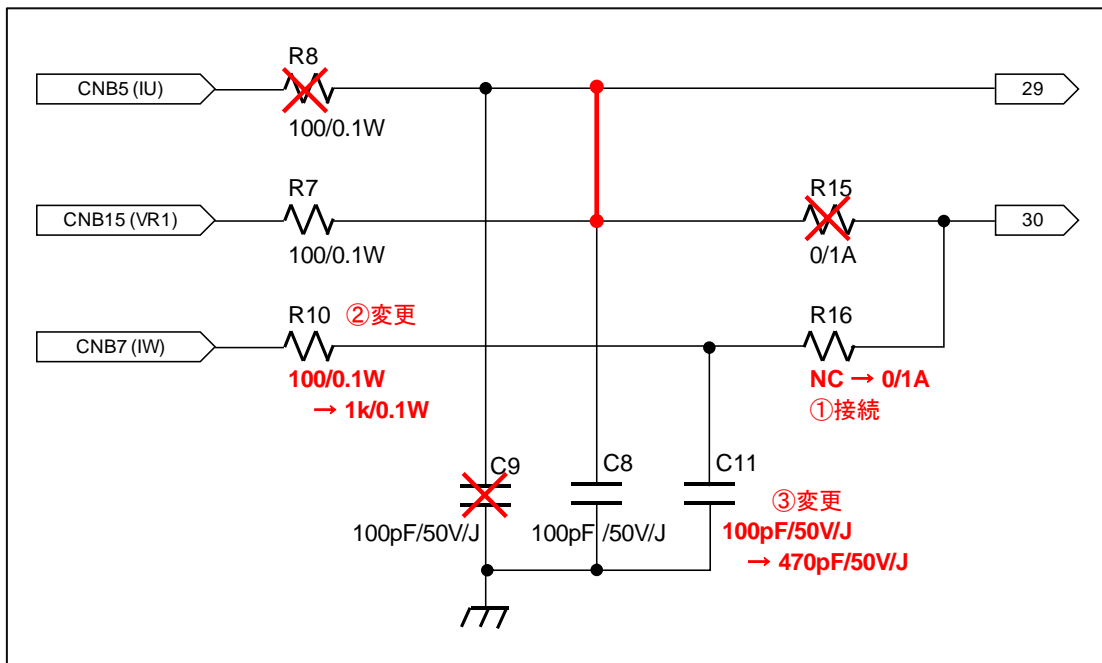 R8
CNB5 (IU)
29
100/0.1W
R7
R15
CNB15 (VR1)
30
100/0.1W
0/1A
R10 ②変更
R16
CNB7 (IW)
100/0.1W
→ 1k/0.1W
NC → 0/1A
①接続
C9
C8
C11
③変更
100pF/50V/J
100pF /50V/J
100pF/50V/J
→ 470pF/50V/J